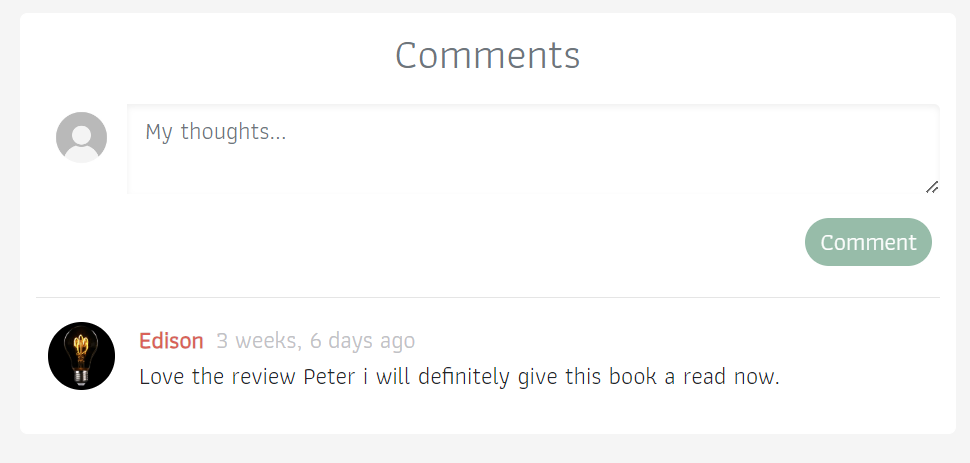 Comments
My thoughts...
Comment
Edison 3 weeks, 6 days ago
Love the review Peter i will definitely give this book a read now.